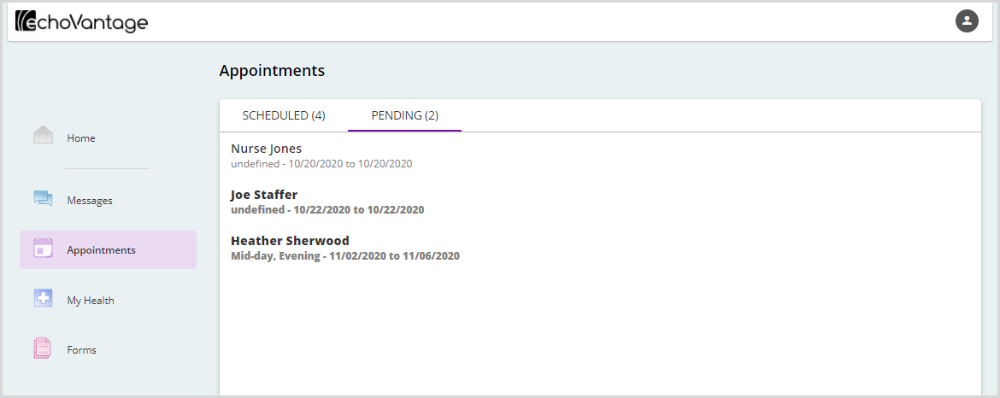 echoVantage
Appointments
SCHEDULED (4) PENDING (2)
Home
Messages
Appointments
My Health
Forms
Nurse Jones
undefined - 10/20/2020 to 10/20/2020
Joe Staffer
undefined - 10/22/2020 to 10/22/2020
Heather Sherwood
Mid-day, Evening - 11/02/2020 to 11/06/2020